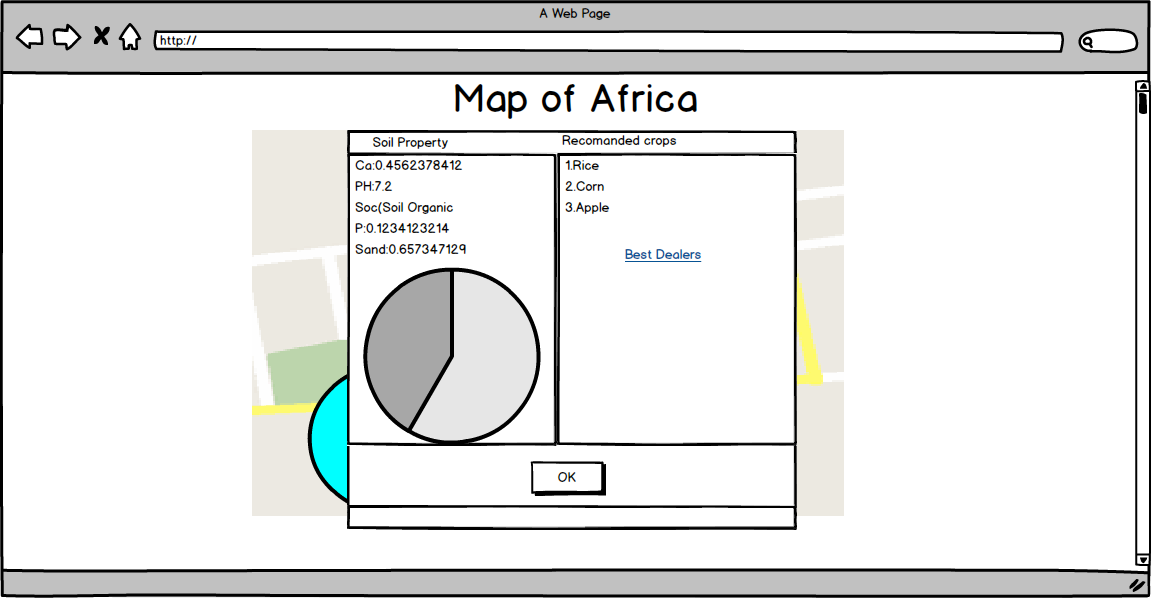 A Web Page
http://
Map of Africa
Soil Property
Recomanded crops
Ca:0.4562378412
PH:7.2
Soc(Soil Organic
P:0.1234123214
Sand:0.657347129
1.Rice
2.Corn
3.Apple
Best Dealers
OK